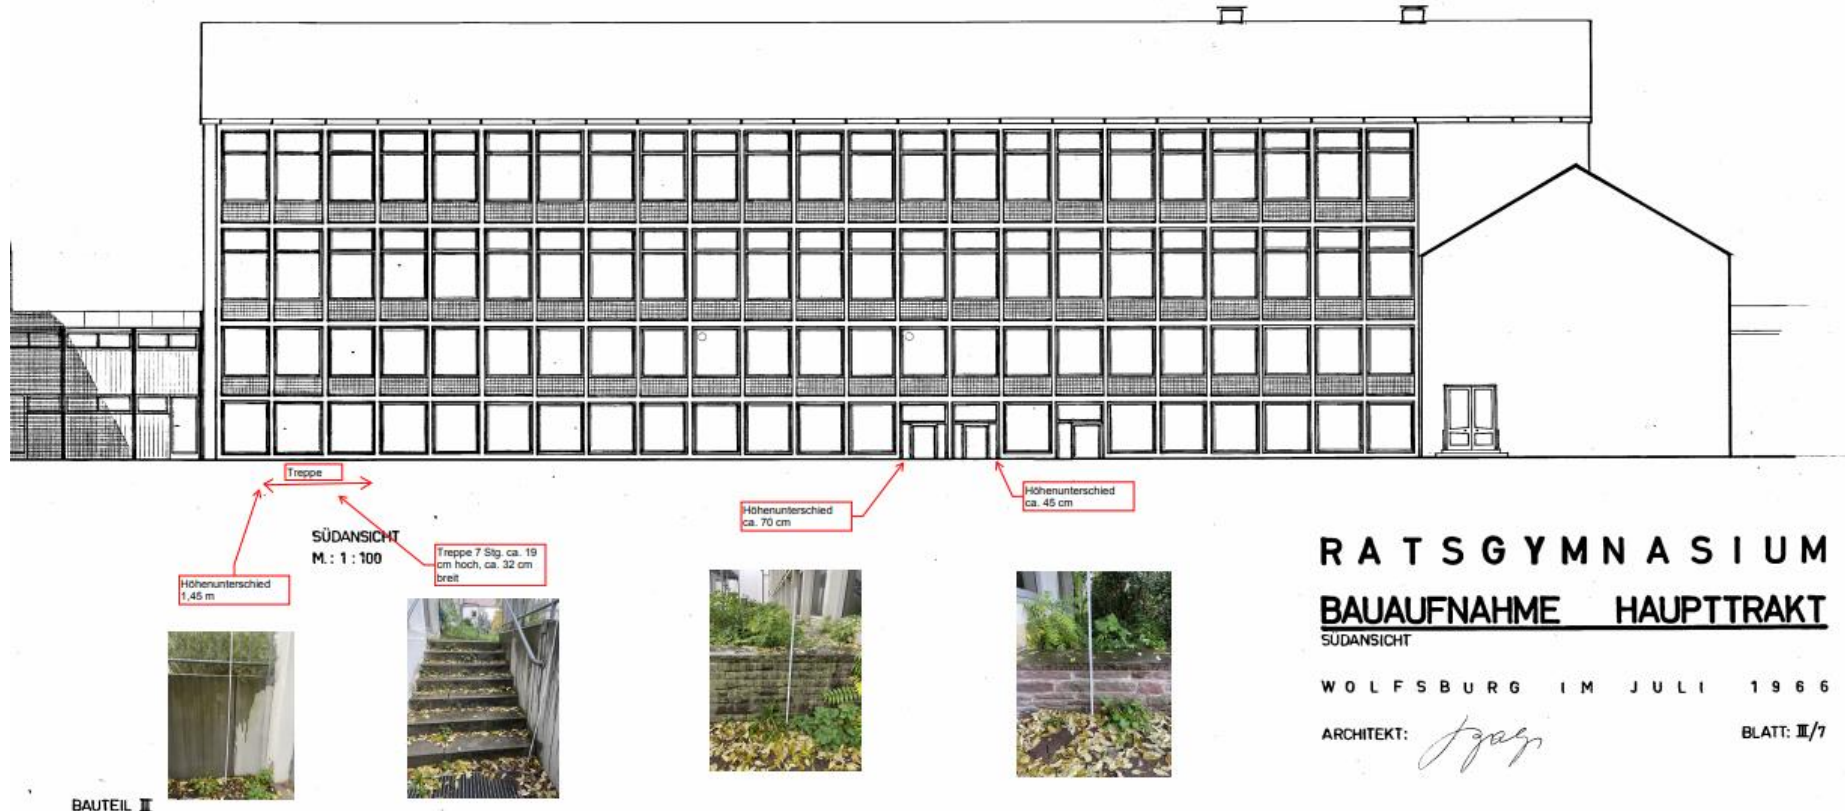 Treppe
Höhenunterschied
ca. 70 cm
Höhenunterschied
ca. 45 cm
SÜDANSICHT
M.: 1 : 100
Treppe 7 Stg. ca. 19
cm hoch, ca. 32 cm
breit
Höhenunterschied
1,45 m
RATSGYMNASIUM
BAUAUFNAHME HAUPTTRAKT
SÜDANSICHT
WOLFSBURG IM JULI 1966
ARCHITEKT:
BLATT: III/7
BAUTEIL III